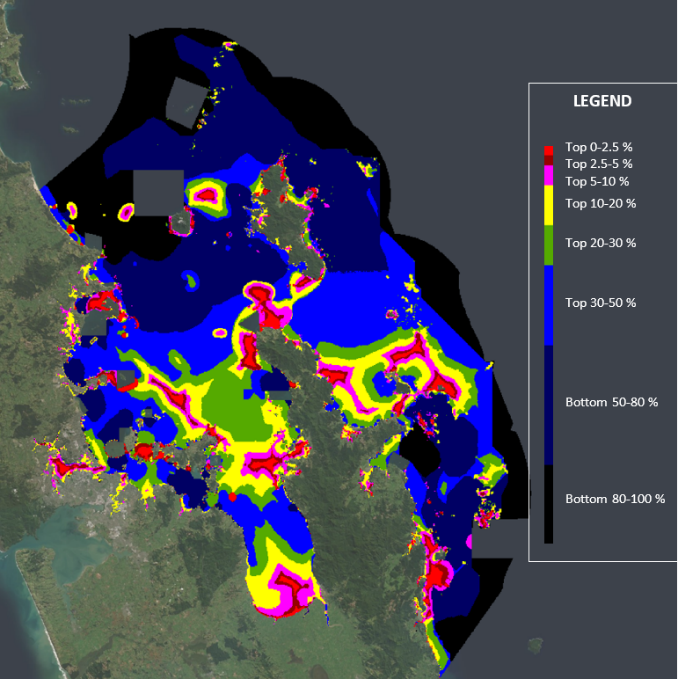 LEGEND
Top 0-2.5 %
Top 2.5-5 %
Top 5-10 %
Top 10-20 %
Top 20-30 %
Top 30-50 %
Bottom 50-80 %
Bottom 80-100 %